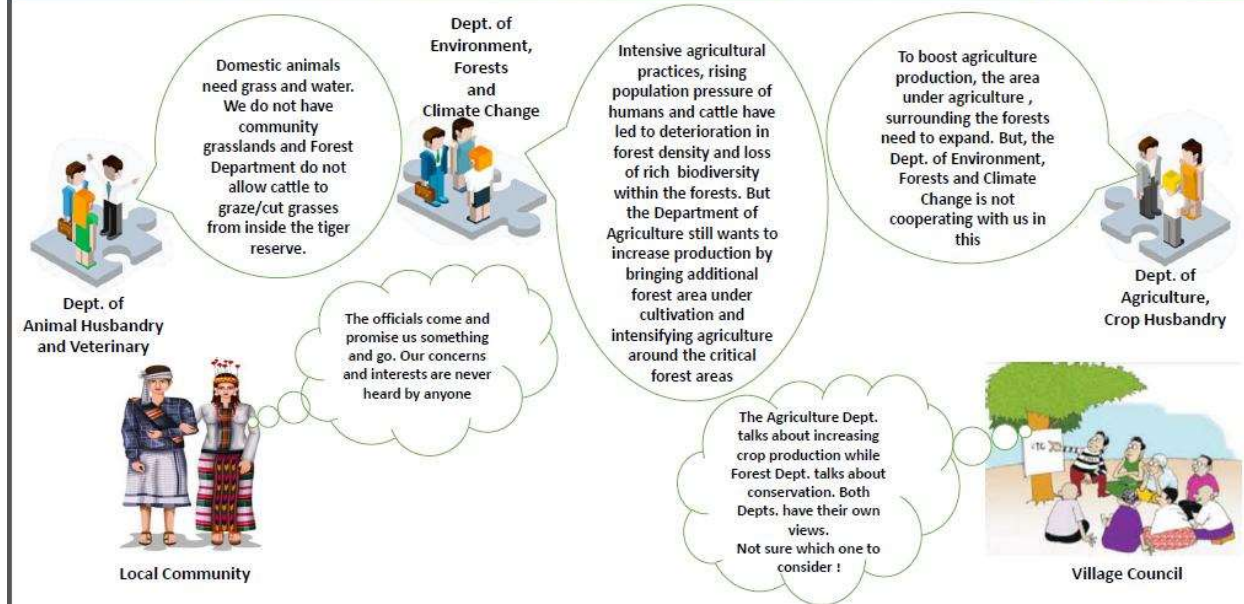 Dept. of
Environment,
Forests
and
Climate Change
Domestic animals
need grass and water.
We do not have
community
grasslands and Forest
Department do not
allow cattle to
graze/cut grasses
from inside the tiger
reserve.
Dept. of
Animal Husbandry
and Veterinary
Intensive agricultural
practices, rising
population pressure of
humans and cattle have
led to deterioration in
forest density and loss
of rich biodiversity
within the forests. But
the Department of
Agriculture still wants to
increase production by
bringing additional
forest area under
cultivation and
intensifying agriculture
around the critical
forest areas
To boost agriculture
production, the area
under agriculture ,
surrounding the forests
need to expand. But, the
Dept. of Environment,
Forests and Climate
Change is not
cooperating with us in
this
Dept. of
Agriculture,
Crop Husbandry
The officials come and
promise us something
and go. Our concerns
and interests are never
heard by anyone
Local Community
The Agriculture Dept.
talks about increasing
crop production while
Forest Dept. talks about
conservation. Both
Depts. have their own
views.
Not sure which one to
consider !
Village Council